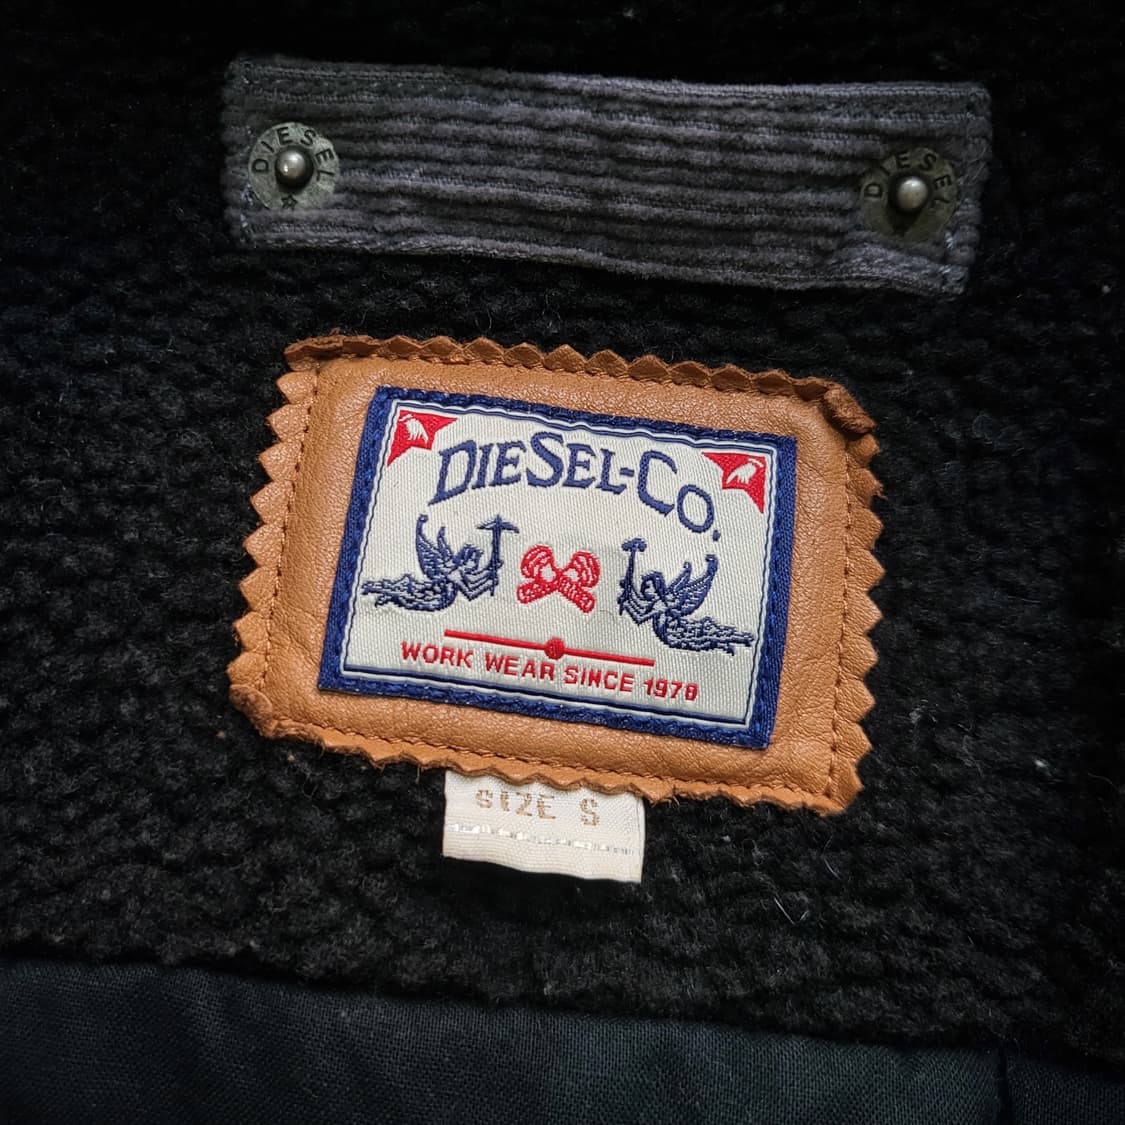 DIESEL
DIESEL
DIESEL-CO.
WORK WEAR SINCE 1978
SIZE S